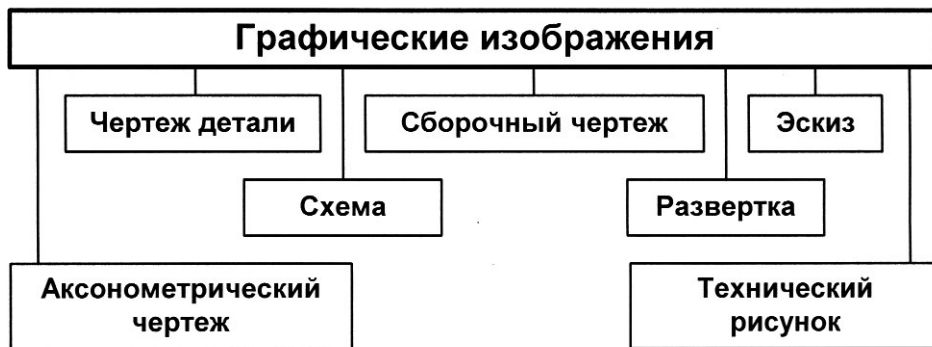 Графические изображения
Чертеж детали
Сборочный чертеж
Эскиз
Схема
Развертка
Аксонометрический
чертеж
Технический
рисунок